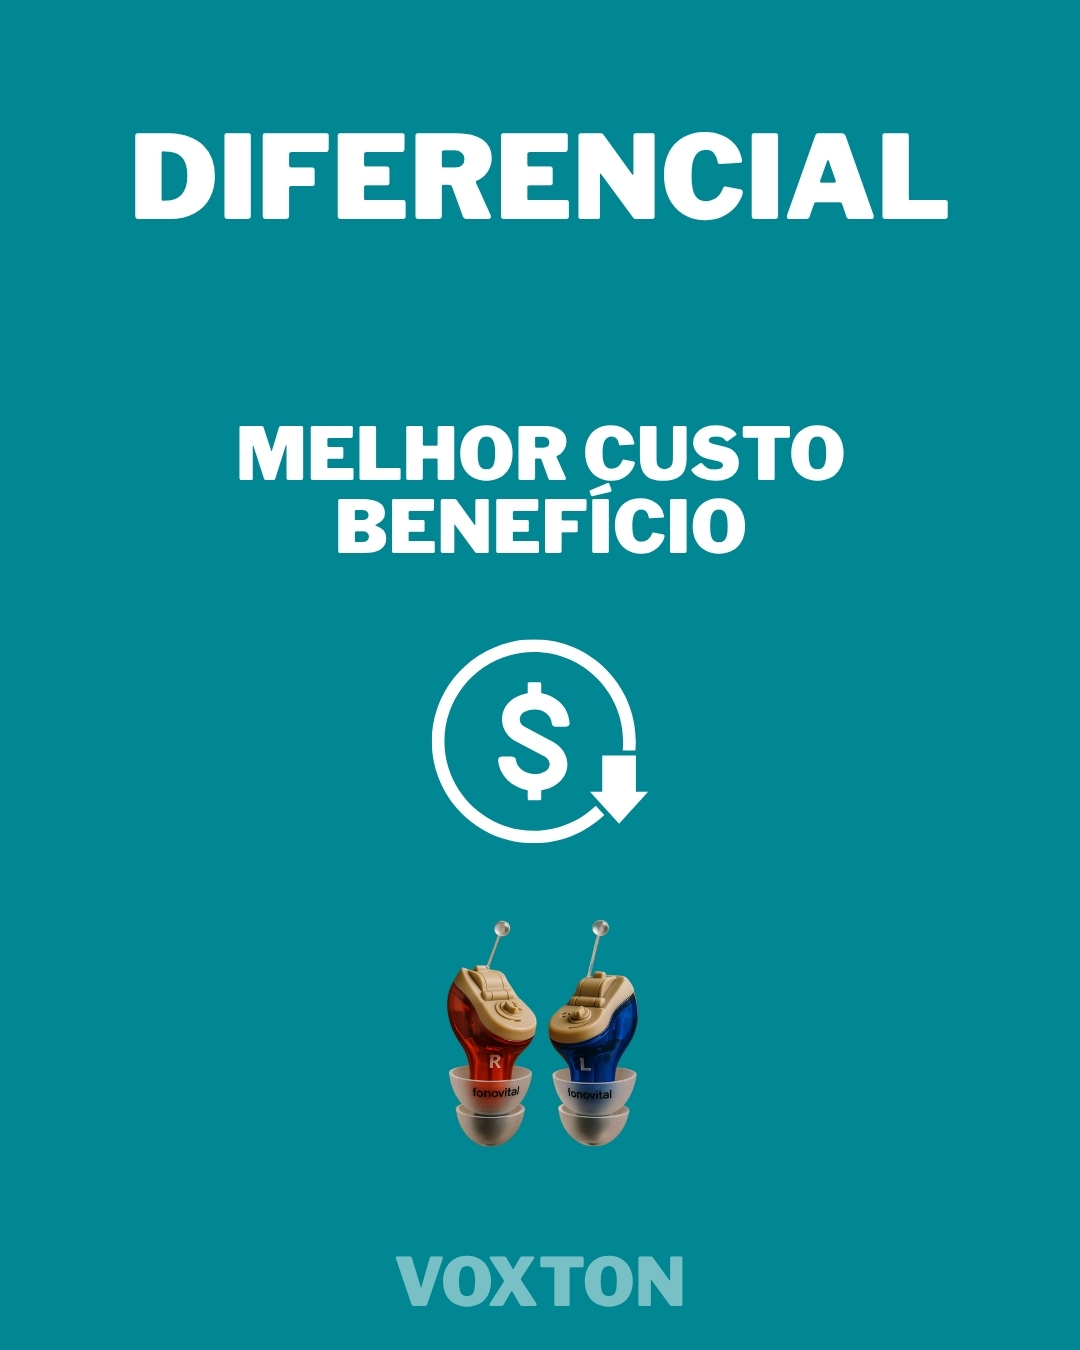 DIFERENCIAL
MELHOR CUSTO
BENEFÍCIO
$
R
L
fonovital
fonovital
VOXTON